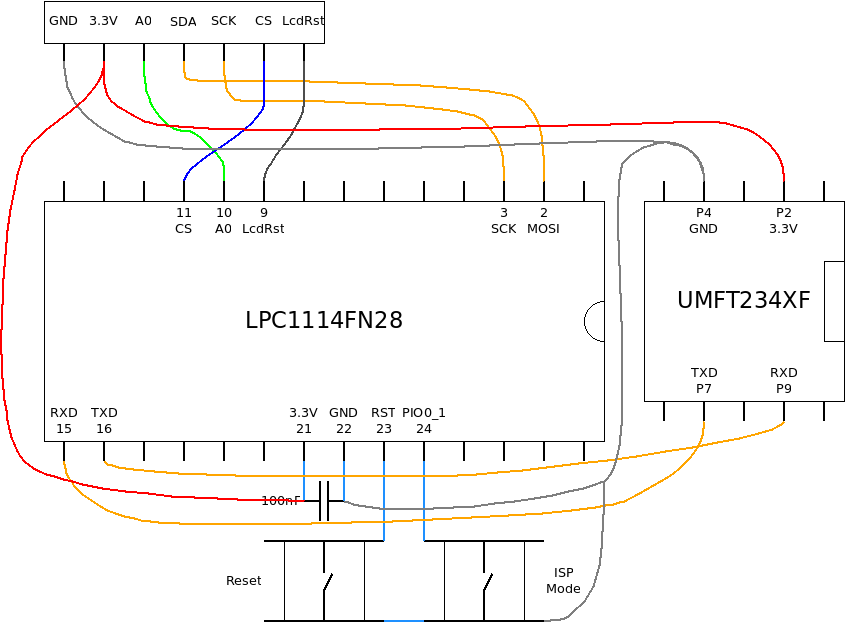 GND 3.3V A0 SDA SCK CS LcdRst
11 10 9 3 2 P4 P2
CS A0 LcdRst SCK MOSI GND 3.3V
LPC1114FN28 UMFT234XF
TXD RXD
P7 P9
RXD TXD 3.3V GND RST PIO0_1
15 16 21 22 23 24
100nF
Reset ISP
Mode